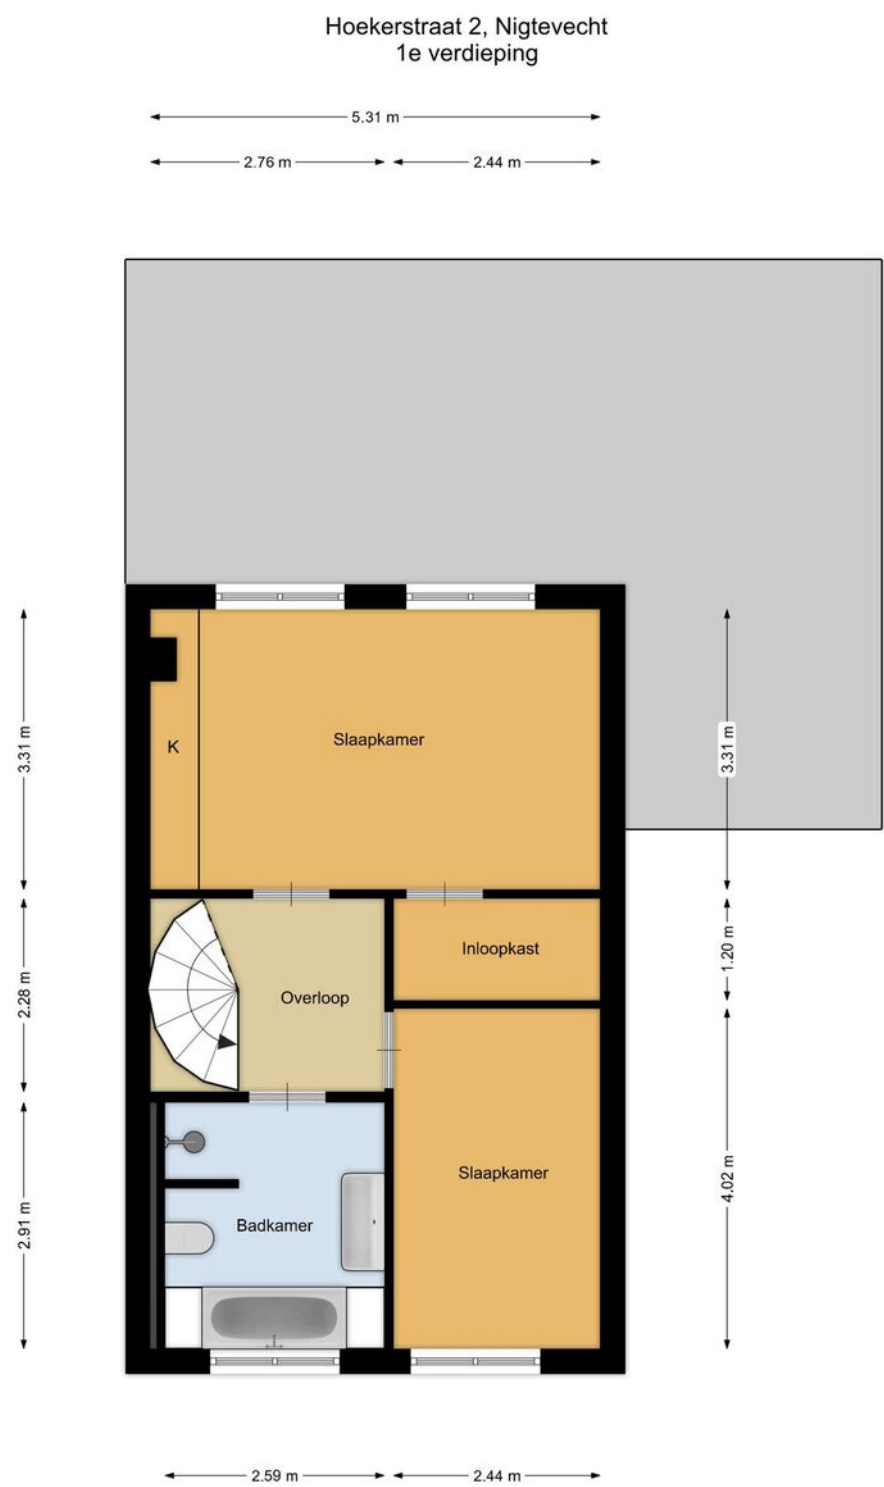 Hoekerstraat 2, Nigtevecht
1e verdieping
5.31 m
2.76 m
2.44 m
3.31 m
3.31 m
K
Slaapkamer
2.28 m
1.20 m
Inloopkast
Overloop
2.91 m
4.02 m
Slaapkamer
Badkamer
2.59 m
2.44 m